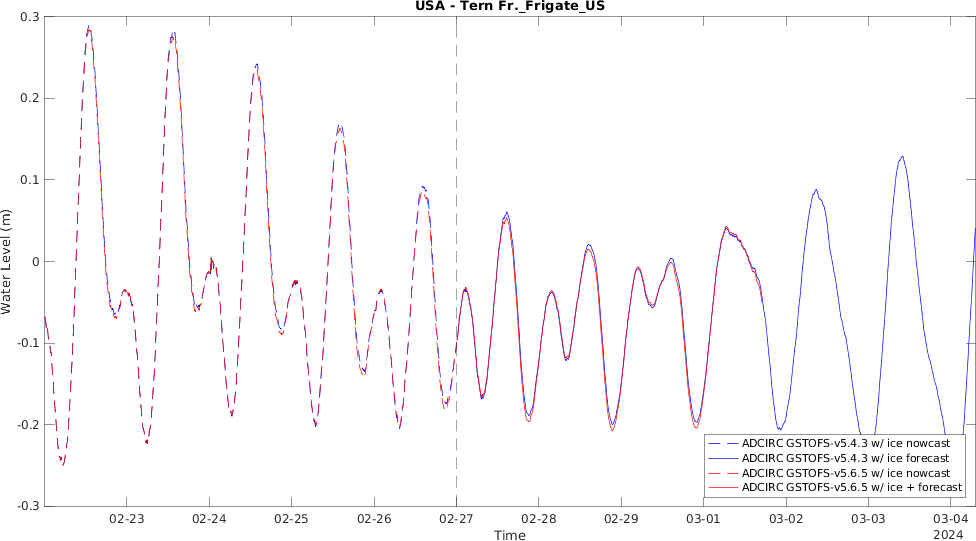 USA - Tern Fr._Frigate_US
0.3
0.2
0.1
0
-0.1
-0.2
-0.3
Water Level (m)
02-23 02-24 02-25 02-26 02-27 02-28 02-29 03-01 03-02 03-03 03-04
Time
2024
ADCIRC GSTOFS-v5.4.3 w/ ice nowcast
ADCIRC GSTOFS-v5.4.3 w/ ice forecast
ADCIRC GSTOFS-v5.6.5 w/ ice nowcast
ADCIRC GSTOFS-v5.6.5 w/ ice + forecast